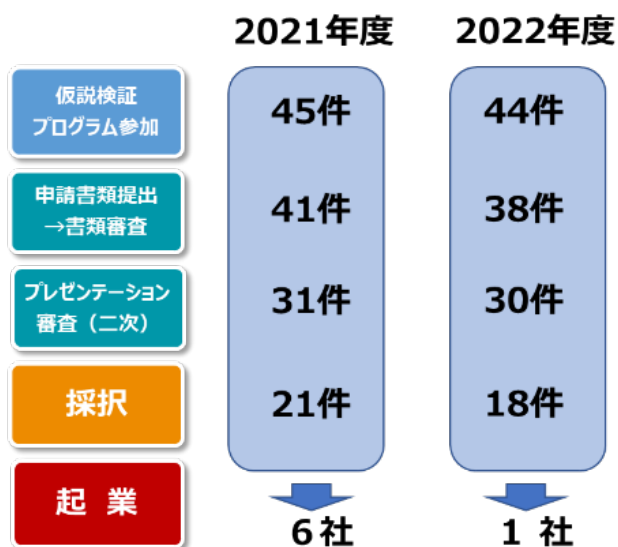 2021年度 2022年度
仮説検証
プログラム参加
45件 44件
申請書類提出
→書類審査
41件 38件
プレゼンテーション
審査（二次）
31件 30件
採択 21件 18件
起 業
6社 1 社